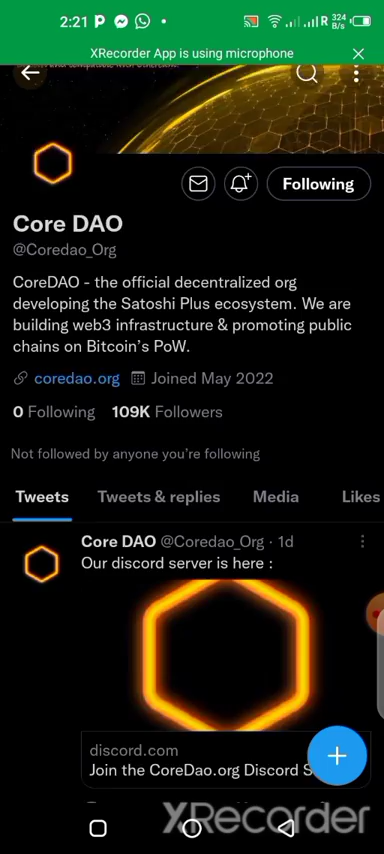 2:21
324
B/s
R
XRecorder App is using microphone
Following
Core DAO
@Coredao_Org
CoreDAO - the official decentralized org
developing the Satoshi Plus ecosystem. We are
building web3 infrastructure & promoting public
chains on Bitcoin's PoW.
coredao.org Joined May 2022
0 Following 109K Followers
Not followed by anyone you're following
Tweets Tweets & replies Media Likes
Core DAO @Coredao_Org · 1d
Our discord server is here :
discord.com
Join the CoreDao.org Discord S
XRecorder